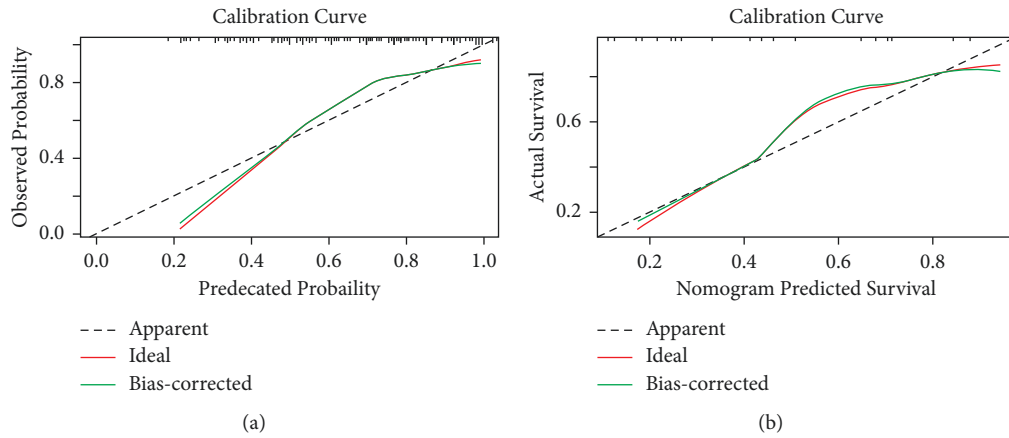 Calibration Curve
Observed Probability
0.8
0.4
0.0
0.0 0.2 0.4 0.6 0.8 1.0
Predecated Probaility
Apparent
Ideal
Bias-corrected
(a)
Calibration Curve
Actual Survival
0.6
0.2
0.2 0.4 0.6 0.8
Nomogram Predicted Survival
Apparent
Ideal
Bias-corrected
(b)